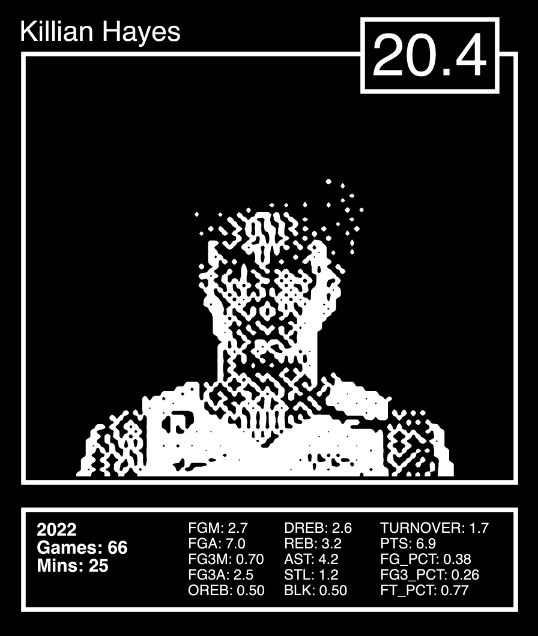 Killian Hayes
20.4
2022
Games: 66
Mins: 25
FGM: 2.7
FGA: 7.0
FG3M: 0.70
FG3A: 2.5
OREB: 0.50
DREB: 2.6
REB: 3.2
AST: 4.2
STL: 1.2
BLK: 0.50
TURNOVER: 1.7
PTS: 6.9
FG_PCT: 0.38
FG3_PCT: 0.26
FT_PCT: 0.77